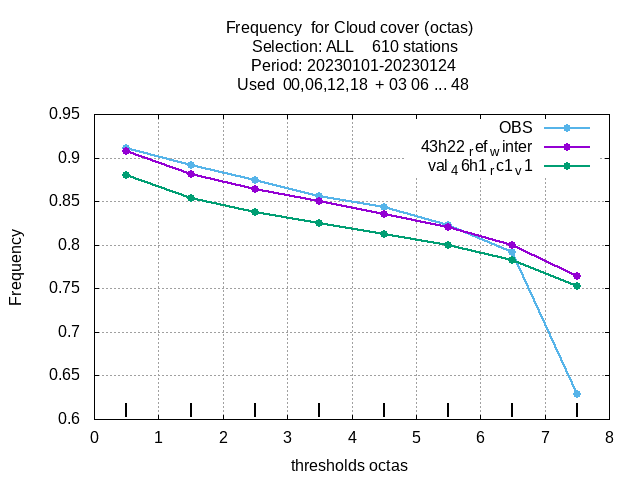 Frequency for Cloud cover (octas)
Selection: ALL 610 stations
Period: 20230101-20230124
Used 00,06,12,18 + 03 06 ... 48
0.95
0.9
0.85
0.8
0.75
0.7
0.65
0.6
Frequency
OBS
43h22refwinter
val46h1rc1v1
0 1 2 3 4 5 6 7 8
thresholds octas